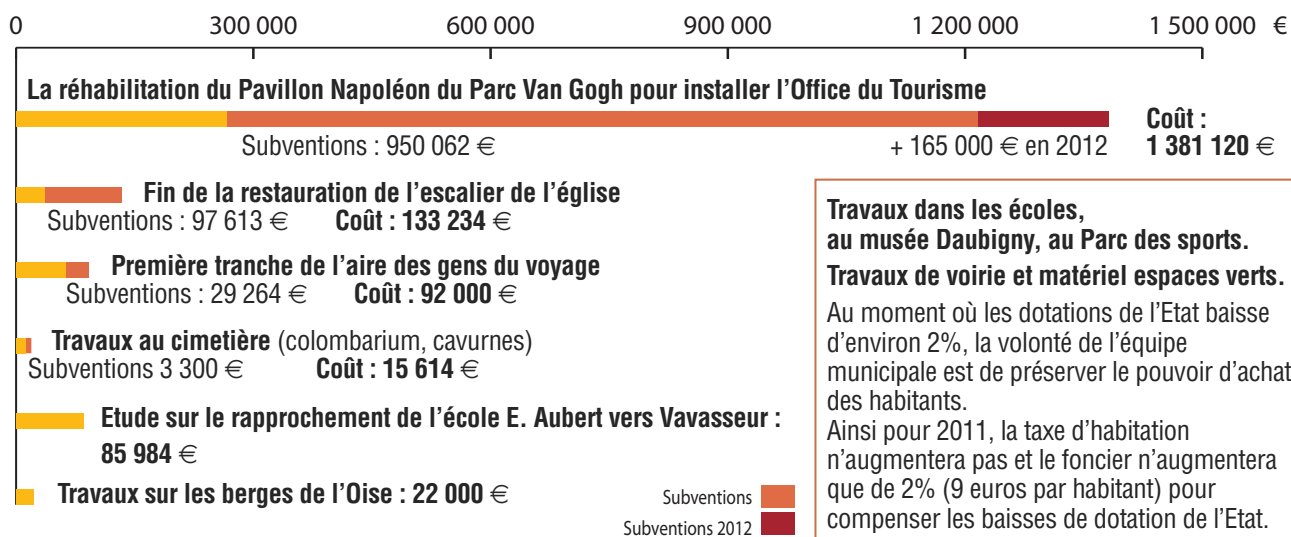 0 300 000 600 000 900 000 1 200 000 1 500 000 €
La réhabilitation du Pavillon Napoléon du Parc Van Gogh pour installer l'Office du Tourisme
Subventions : 950 062 € + 165 000 € en 2012
Coût :
1 381 120 €
Fin de la restauration de l'escalier de l'église
Subventions : 97 613 € Coût : 133 234 €
Première tranche de l'aire des gens du voyage
Subventions : 29 264 € Coût : 92 000 €
Travaux au cimetière (colombarium, cavurnes)
Subventions 3 300 € Coût : 15 614 €
Etude sur le rapprochement de l'école E. Aubert vers Vavasseur :
85 984 €
Travaux sur les berges de l'Oise : 22 000 €
Subventions
Subventions 2012
Travaux dans les écoles,
au musée Daubigny, au Parc des sports.
Travaux de voirie et matériel espaces verts.
Au moment où les dotations de l'Etat baisse
d'environ 2%, la volonté de l'équipe
municipale est de préserver le pouvoir d'achat
des habitants.
Ainsi pour 2011, la taxe d'habitation
n'augmentera pas et le foncier n'augmentera
que de 2% (9 euros par habitant) pour
compenser les baisses de dotation de l'Etat.